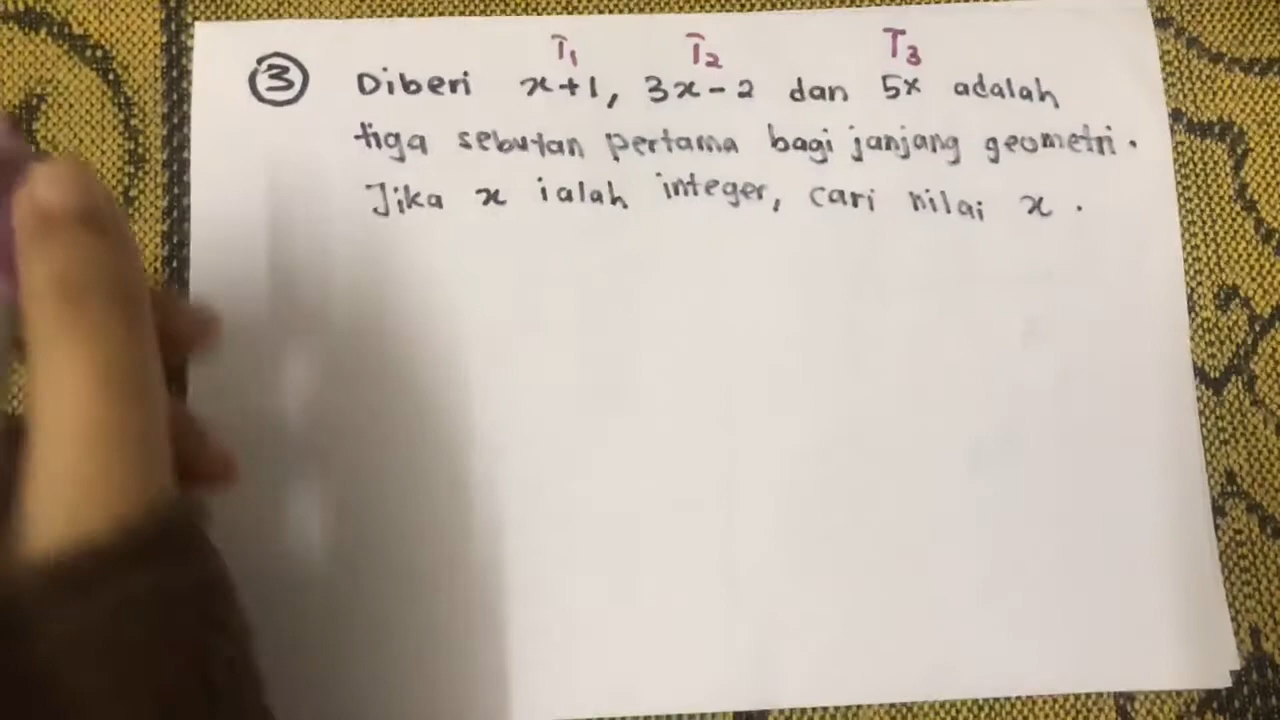 T₁ T₂ T₃
③ Diberi x+1, 3x-2 dan 5x adalah
tiga sebutan pertama bagi janjang geometri.
Jika x ialah integer, cari nilai x.